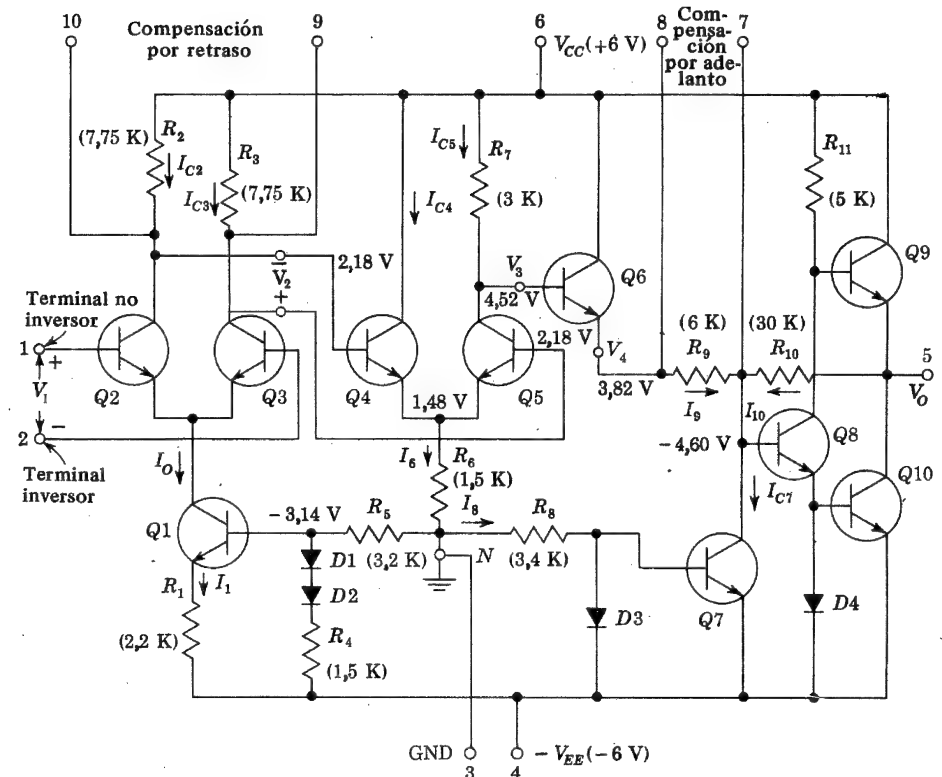 10
Compensación
por retraso
9
6
V_CC (+6 V)
8
Com-
pensa-
ción
por ade-
lanto
7
R_2
(7,75 K)
I_C2
R_3
(7,75 K)
I_C3
I_C4
I_C5
R_7
(3 K)
R_11
(5 K)
V_2
−
+
2,18 V
V_3
4,52 V
Q6
Q9
Terminal no
inversor
1
+
V_1
−
2
Terminal
inversor
Q2
Q3
Q4
Q5
2,18 V
V_4
3,82 V
(6 K)
R_9
I_9
(30 K)
R_10
I_10
5
V_O
1,48 V
−4,60 V
Q8
I_C7
Q10
I_O
I_6
R_6
(1,5 K)
Q1
−3,14 V
R_5
(3,2 K)
I_8
R_8
(3,4 K)
N
R_1
I_1
(2,2 K)
D1
D2
R_4
(1,5 K)
D3
Q7
D4
GND
3
4
−V_EE (−6 V)